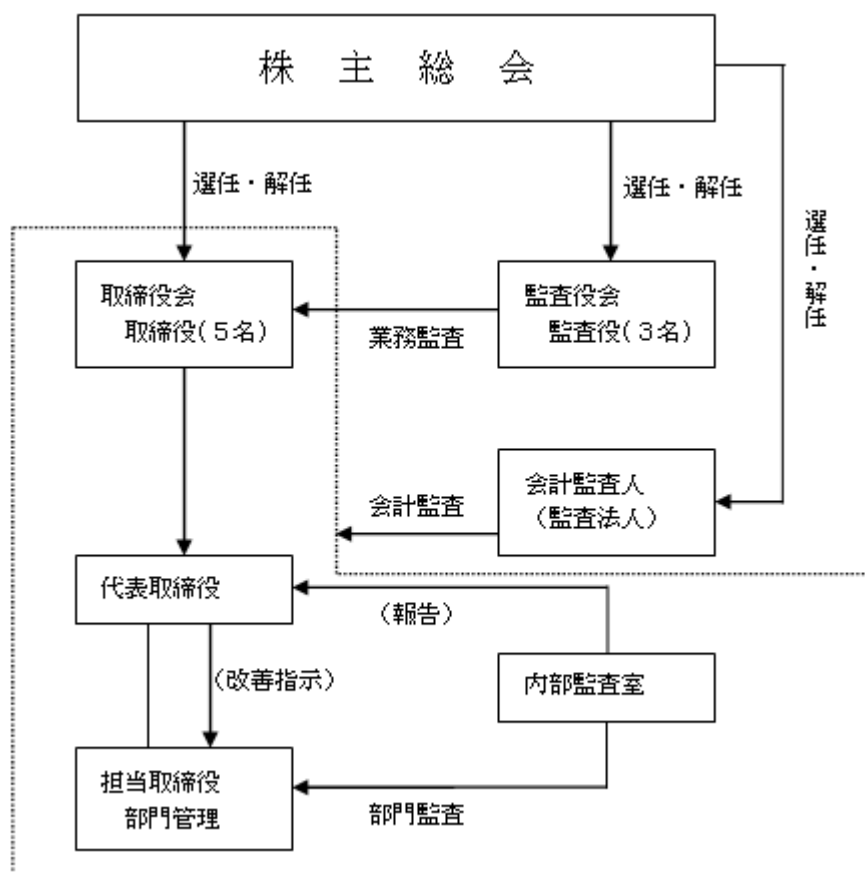 株主総会
選任・解任
選任・解任
選任・解任
取締役会
取締役(５名)
監査役会
監査役(３名)
業務監査
会計監査人
(監査法人)
会計監査
代表取締役
(報告)
(改善指示)
内部監査室
担当取締役
部門管理
部門監査